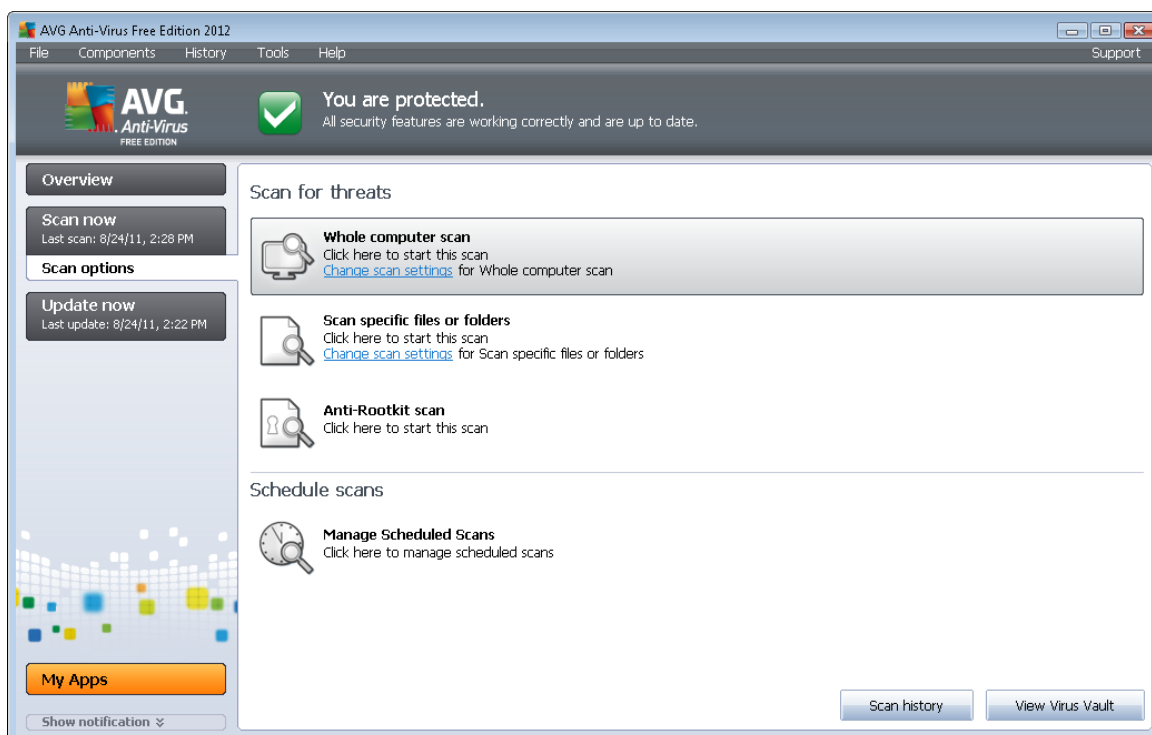 AVG Anti-Virus Free Edition 2012
File Components History Tools Help Support
AVG.
Anti-Virus
FREE EDITION
You are protected.
All security features are working correctly and are up to date.
Overview
Scan now
Last scan: 8/24/11, 2:28 PM
Scan options
Update now
Last update: 8/24/11, 2:22 PM
My Apps
Show notification
Scan for threats
Whole computer scan
Click here to start this scan
Change scan settings for Whole computer scan
Scan specific files or folders
Click here to start this scan
Change scan settings for Scan specific files or folders
Anti-Rootkit scan
Click here to start this scan
Schedule scans
Manage Scheduled Scans
Click here to manage scheduled scans
Scan history
View Virus Vault